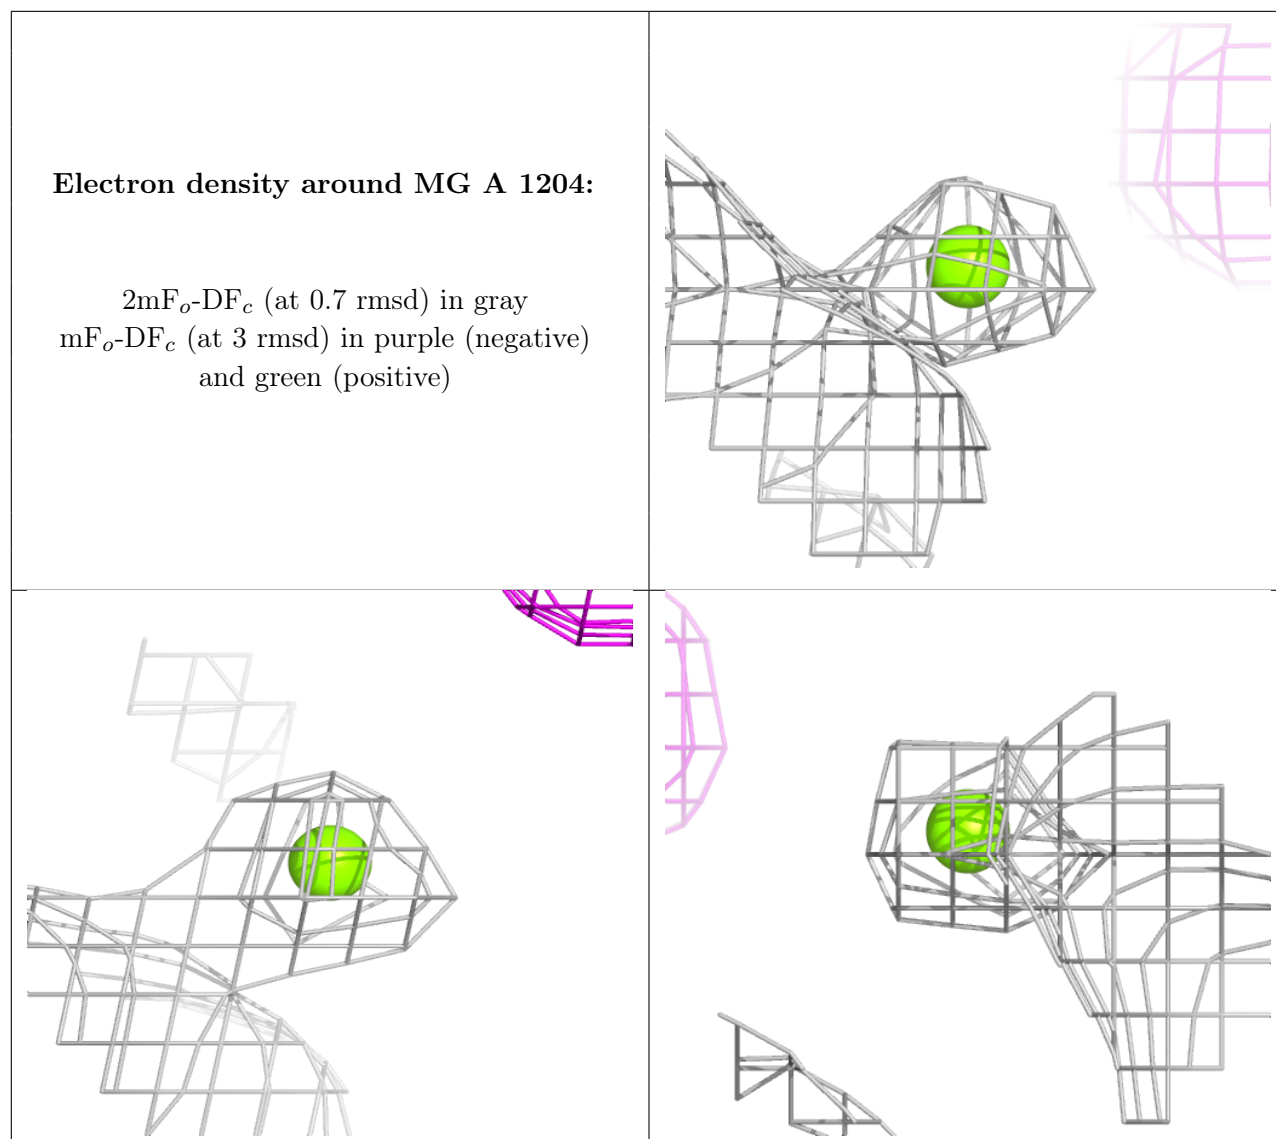 Electron density around MG A 1204:
2mFo-DFc (at 0.7 rmsd) in gray
mFo-DFc (at 3 rmsd) in purple (negative)
and green (positive)